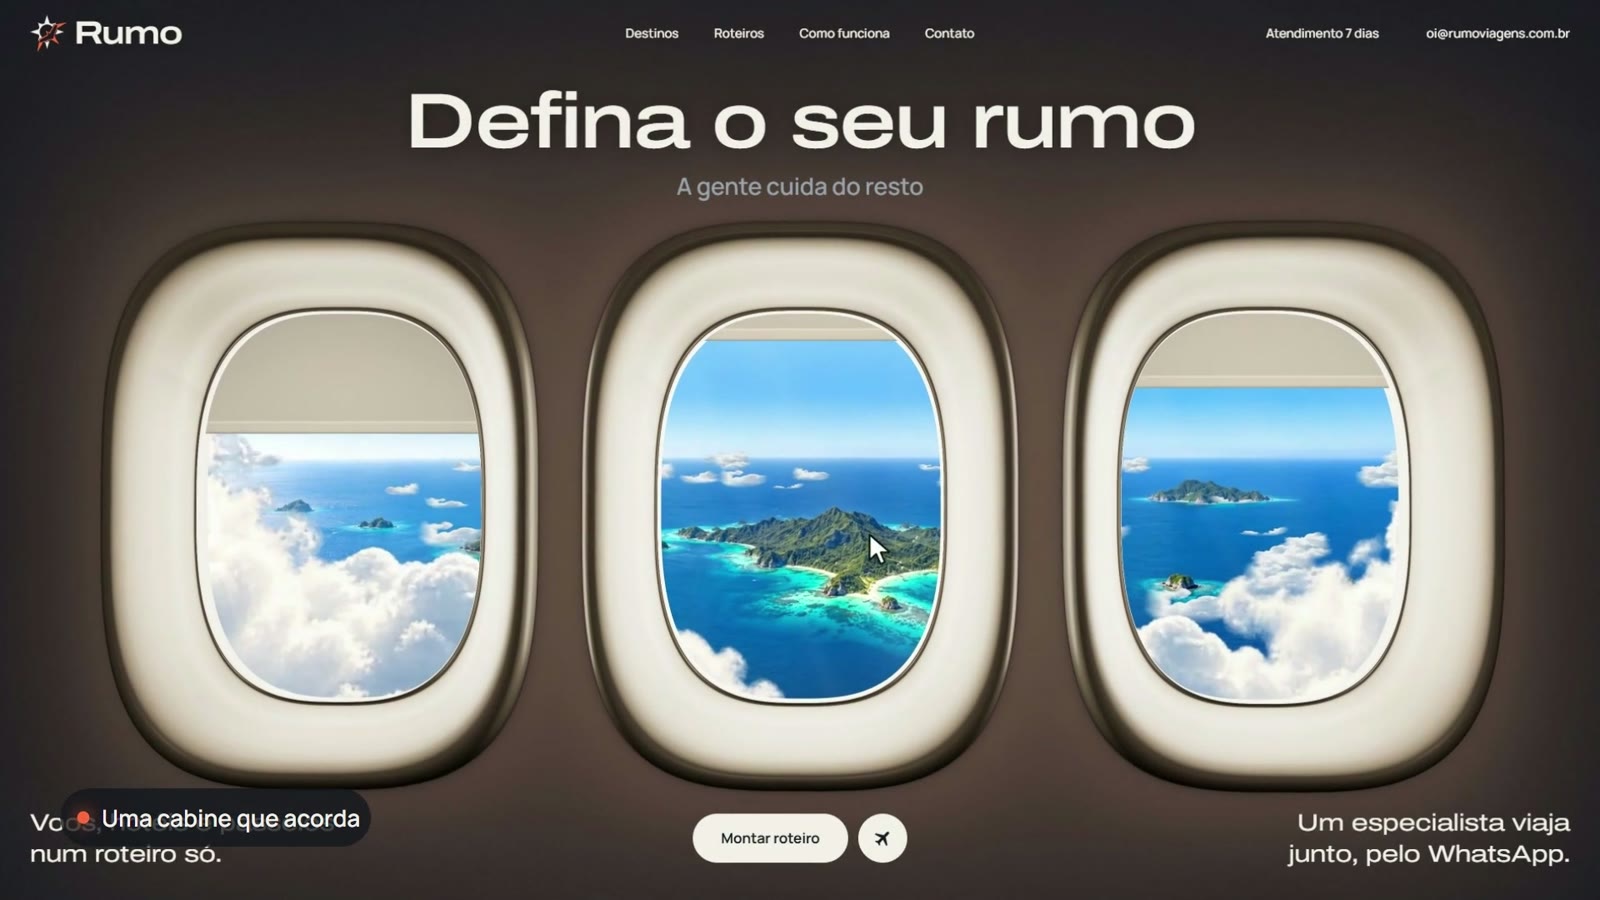 Rumo
Destinos
Roteiros
Como funciona
Contato
Atendimento 7 dias
oi@rumoviagens.com.br
Defina o seu rumo
A gente cuida do resto
Uma cabine que acorda
num roteiro só.
Montar roteiro
Um especialista viaja
junto, pelo WhatsApp.